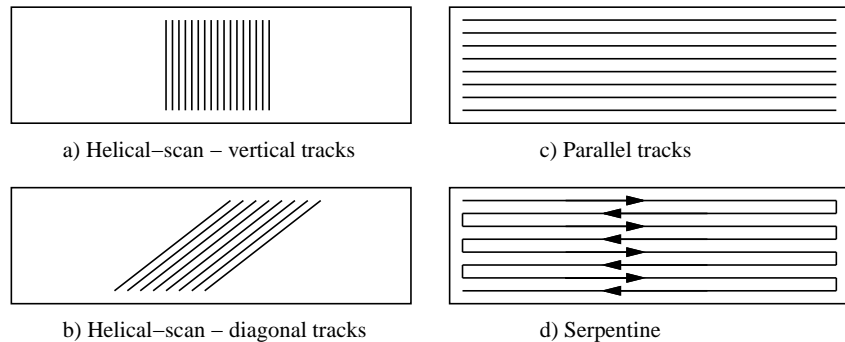 a) Helical−scan − vertical tracks
c) Parallel tracks
b) Helical−scan − diagonal tracks
d) Serpentine